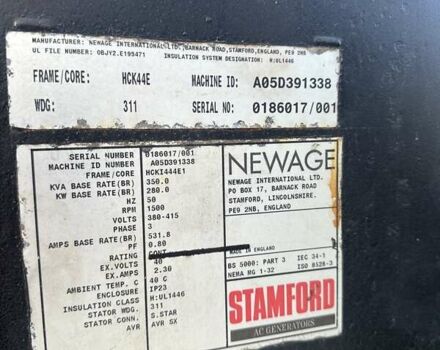 MANUFACTURER: NEWAGE INTERNATIONAL LTD.,BARNACK ROAD,STAMFORD,ENGLAND, PE9 2NB
UL FILE NUMBER: OBJY2.E195471 INSULATION SYSTEM DESIGNATION: H:UL1446
FRAME/CORE: HCK44E MACHINE ID: A05D391338
WDG: 311 SERIAL NO: 0186017/001
SERIAL NUMBER 0186017/001
MACHINE ID NUMBER A05D391338
FRAME/CORE HCKI444E1
KVA BASE RATE(BR) 350.0
KW BASE RATE(BR) 280.0
HZ 50
RPM 1500
VOLTS 380-415
PHASE 3
AMPS BASE RATE(BR) 531.8
PF 0.80
RATING CONT
EX.VOLTS 40
EX.AMPS 2.30
AMBIENT TEMP. C 40 C
ENCLOSURE IP23
INSULATION CLASS H:UL1446
STATOR WDG. 311
STATOR CONN. S.STAR
AVR AVR SX
NEWAGE
NEWAGE INTERNATIONAL LTD.
PO BOX 17, BARNACK ROAD
STAMFORD, LINCOLNSHIRE.
PE9 2NB, ENGLAND
MADE IN ENGLAND
BS 5000: PART 3 IEC 34-1
NEMA MG 1-32 ISO 8528-3
STAMFORD
AC GENERATORS